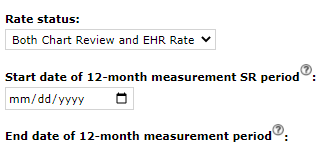 Rate status:
Both Chart Review and EHR Rate
Start date of 12-month measurement SR period?:
mm/dd/yyyy
End date of 12-month measurement period?: